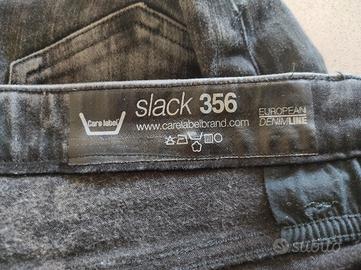 Care label
slack 356
www.carelabelbrand.com
EUROPEAN
DENIMLINE
subito